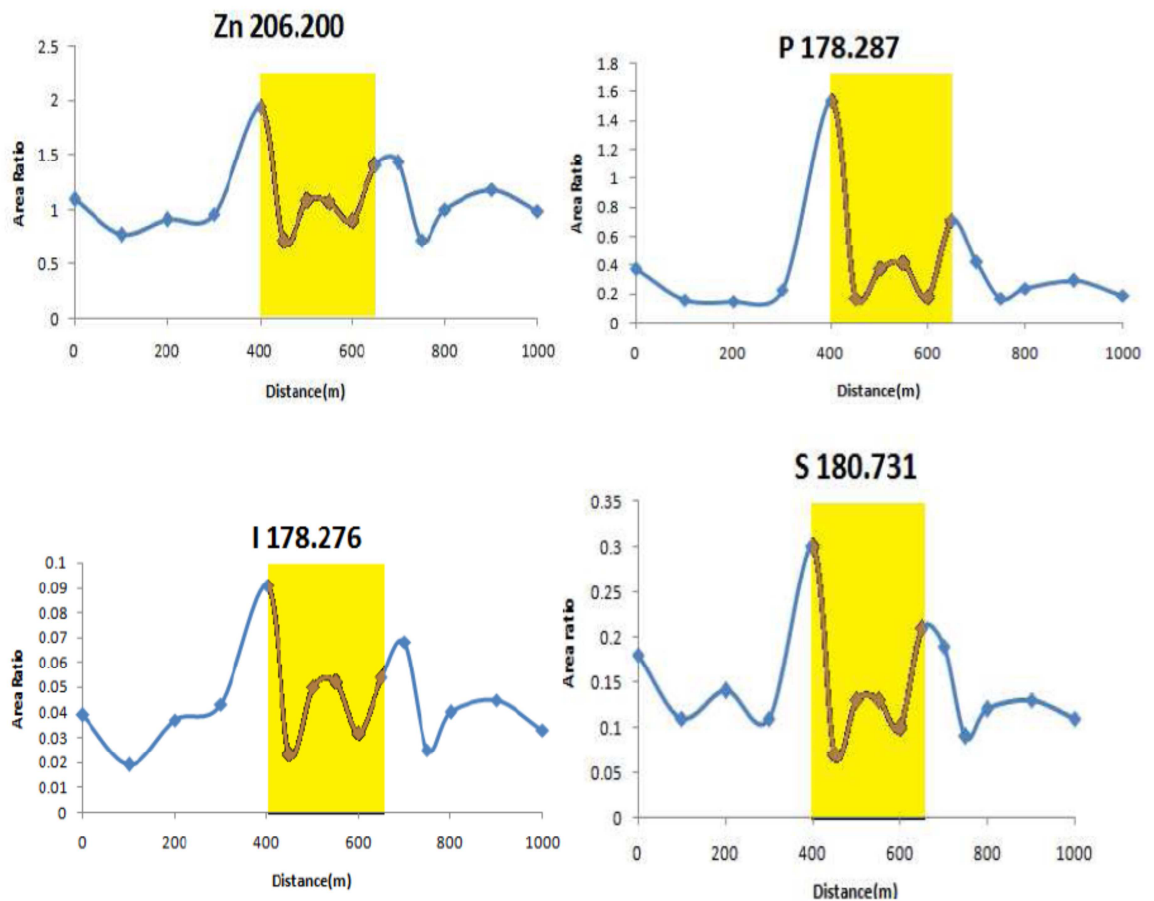 Zn 206.200
2.5
2
1.5
1
0.5
0
Area Ratio
0 200 400 600 800 1000
Distance(m)
P 178.287
1.8
1.6
1.4
1.2
1
0.8
0.6
0.4
0.2
0
Area Ratio
0 200 400 600 800 1000
Distance(m)
I 178.276
0.1
0.09
0.08
0.07
0.06
0.05
0.04
0.03
0.02
0.01
0
Area Ratio
0 200 400 600 800 1000
Distance(m)
S 180.731
0.35
0.3
0.25
0.2
0.15
0.1
0.05
0
Area ratio
0 200 400 600 800 1000
Distance(m)